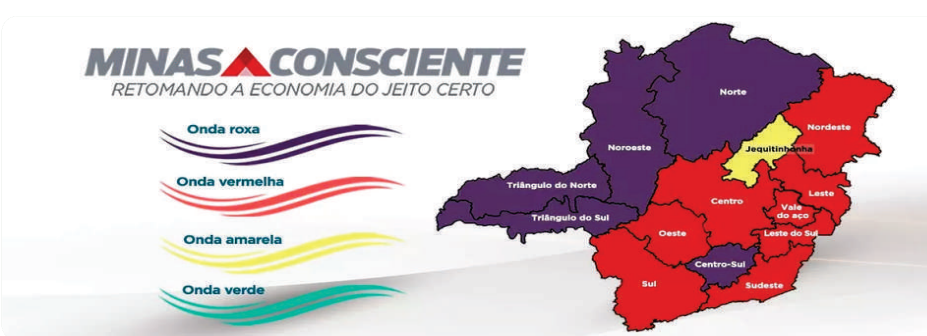 MINAS CONSCIENTE
RETOMANDO A ECONOMIA DO JEITO CERTO
Onda roxa
Onda vermelha
Onda amarela
Onda verde
Norte
Nordeste
Noroeste
Jequitinhonha
Triângulo do Norte
Leste
Centro
Vale
do aço
Triângulo do Sul
Oeste
Leste do Sul
Centro-Sul
Sul
Sudeste